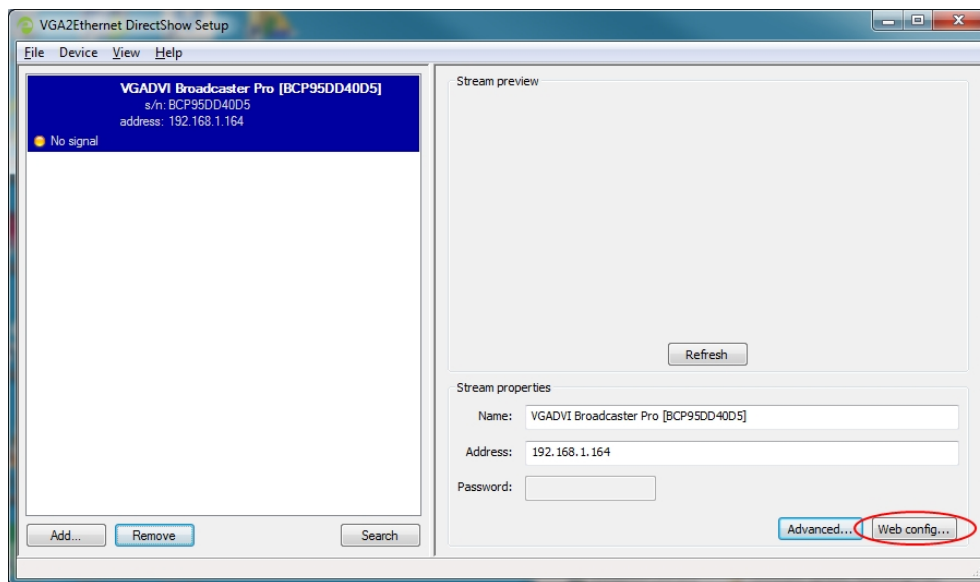 VGA2Ethernet DirectShow Setup
File Device View Help
VGADVI Broadcaster Pro [BCP95DD40D5]
s/n: BCP95DD40D5
address: 192.168.1.164
No signal
Add...
Remove
Search
Stream preview
Refresh
Stream properties
Name: VGADVI Broadcaster Pro [BCP95DD40D5]
Address: 192.168.1.164
Password:
Advanced... Web config...